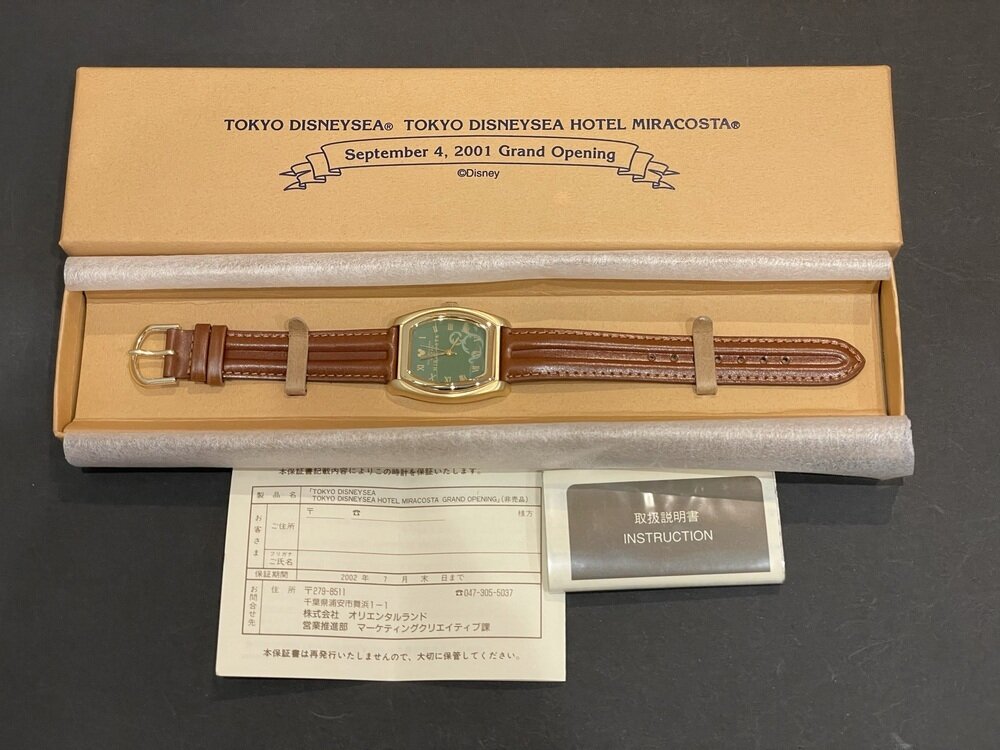 TOKYO DISNEYSEA® TOKYO DISNEYSEA HOTEL MIRACOSTA®
September 4, 2001 Grand Opening
©Disney
本保証書記載内容によりこの時計を保証いたします。
製品名 「TOKYO DISNEYSEA
TOKYO DISNEYSEA HOTEL MIRACOSTA GRAND OPENING」(非売品)
お客さま ご住所 〒 ☎ 様方
フリガナ
ご氏名
保証期間 2002 年 7 月 末 日まで
お問合せ先 住所 〒279-8511 ☎047-305-5037
千葉県浦安市舞浜1-1
株式会社 オリエンタルランド
営業推進部 マーケティングクリエイティブ課
本保証書は再発行いたしませんので、大切に保管してください。
取扱説明書
INSTRUCTION